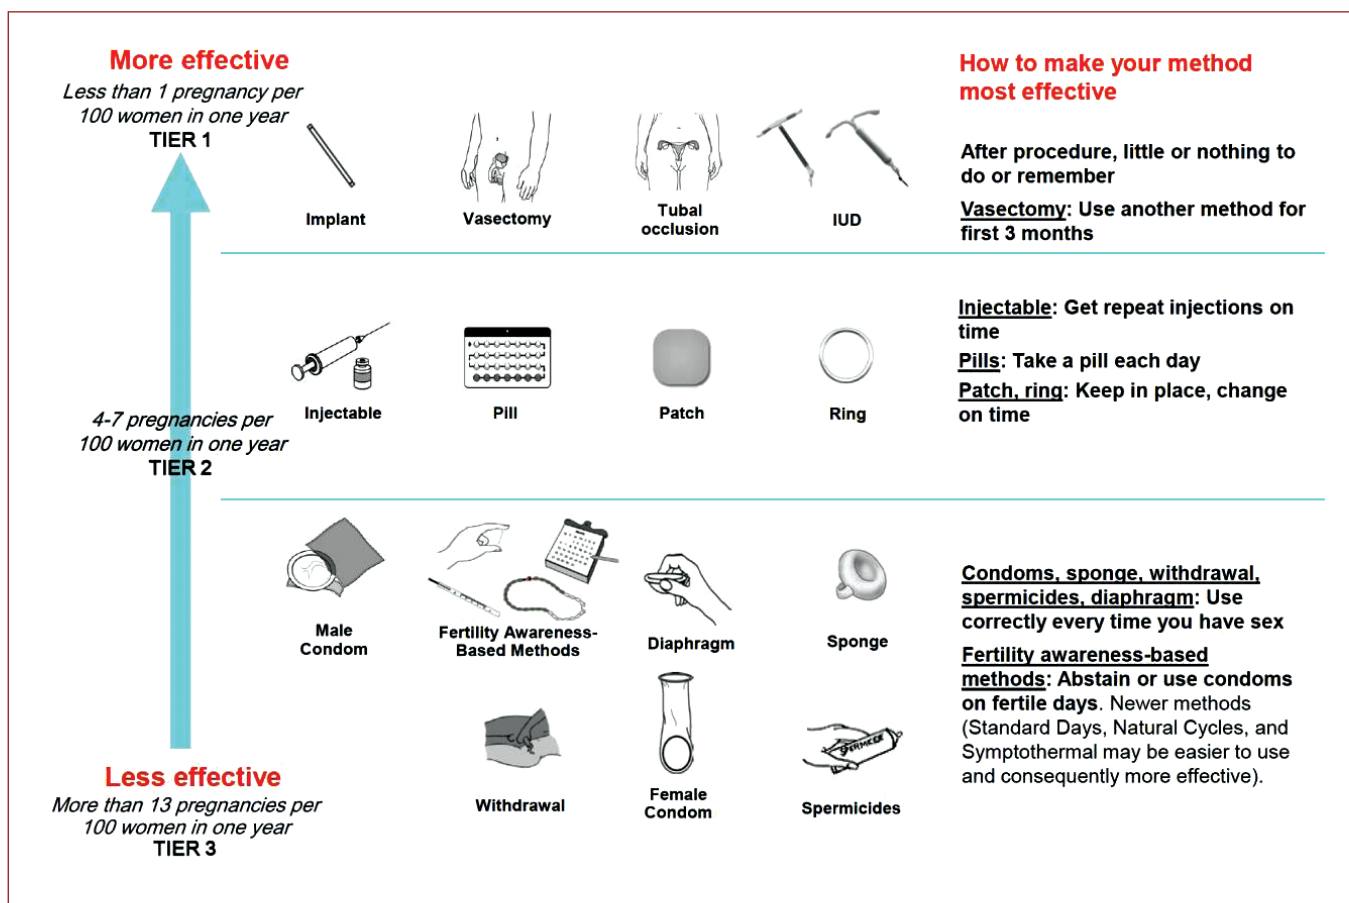 More effective
Less than 1 pregnancy per
100 women in one year
TIER 1
Implant
Vasectomy
Tubal
occlusion
IUD
How to make your method
most effective
After procedure, little or nothing to
do or remember
Vasectomy: Use another method for
first 3 months
4-7 pregnancies per
100 women in one year
TIER 2
Injectable
Pill
Patch
Ring
Injectable: Get repeat injections on
time
Pills: Take a pill each day
Patch, ring: Keep in place, change
on time
Male
Condom
Fertility Awareness-
Based Methods
Diaphragm
Sponge
Withdrawal
Female
Condom
SPERMICIDE
Spermicides
Condoms, sponge, withdrawal,
spermicides, diaphragm: Use
correctly every time you have sex
Fertility awareness-based
methods: Abstain or use condoms
on fertile days. Newer methods
(Standard Days, Natural Cycles, and
Symptothermal may be easier to use
and consequently more effective).
Less effective
More than 13 pregnancies per
100 women in one year
TIER 3